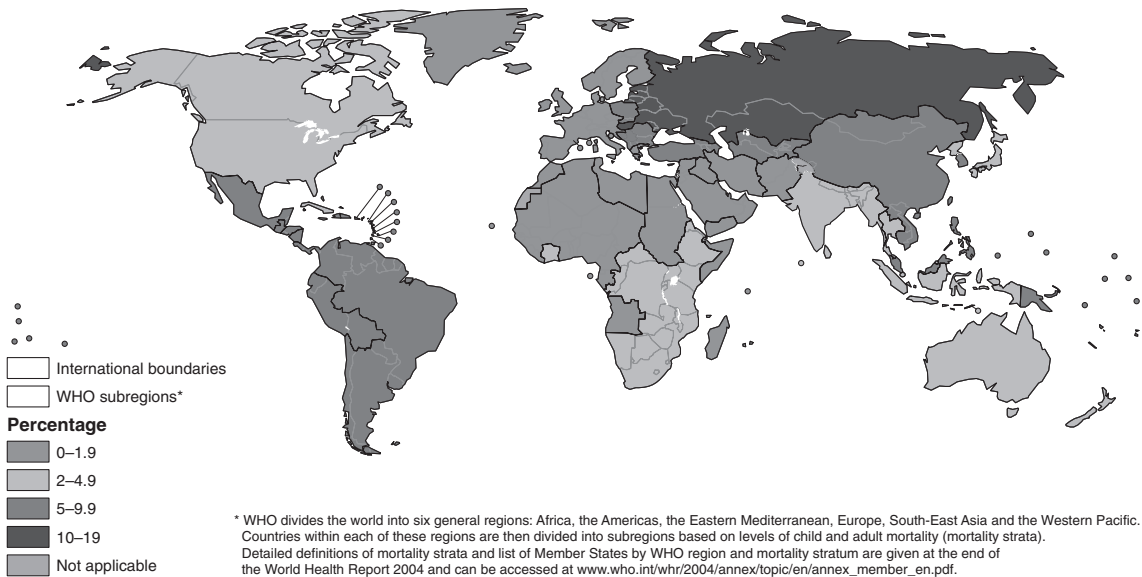 International boundaries
WHO subregions*
Percentage
0–1.9
2–4.9
5–9.9
10–19
Not applicable
* WHO divides the world into six general regions: Africa, the Americas, the Eastern Mediterranean, Europe, South-East Asia and the Western Pacific.
Countries within each of these regions are then divided into subregions based on levels of child and adult mortality (mortality strata).
Detailed definitions of mortality strata and list of Member States by WHO region and mortality stratum are given at the end of
the World Health Report 2004 and can be accessed at www.who.int/whr/2004/annex/topic/en/annex_member_en.pdf.